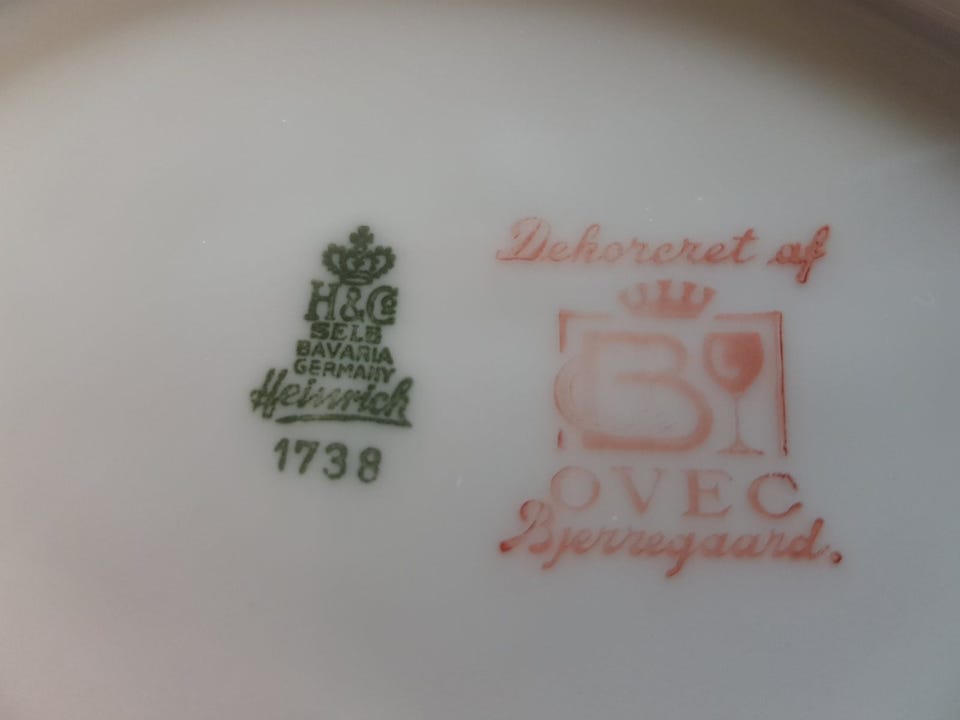 H&Co
SELB
BAVARIA
GERMANY
Heinrich
1738
Dekoreret af
B
OVEC
Bjerregaard.